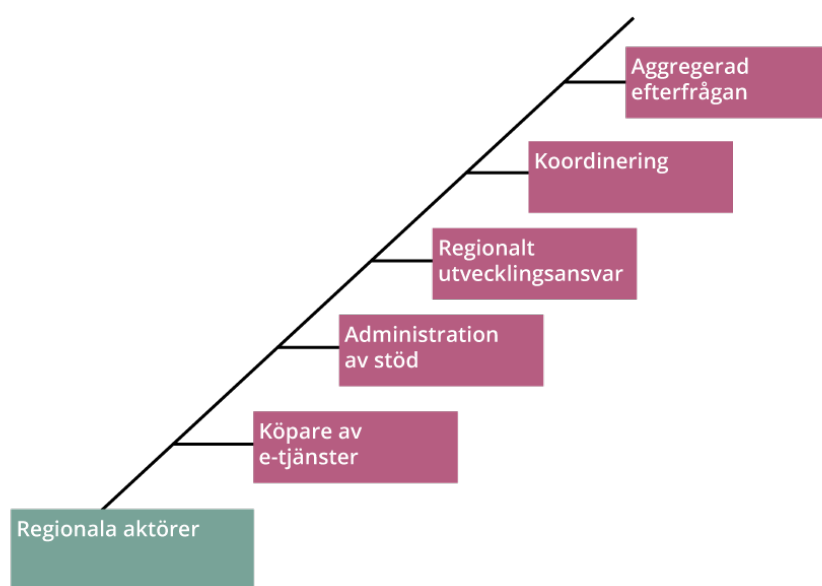 Aggregerad
efterfrågan
Koordinering
Regionalt
utvecklingsansvar
Administration
av stöd
Köpare av
e-tjänster
Regionala aktörer